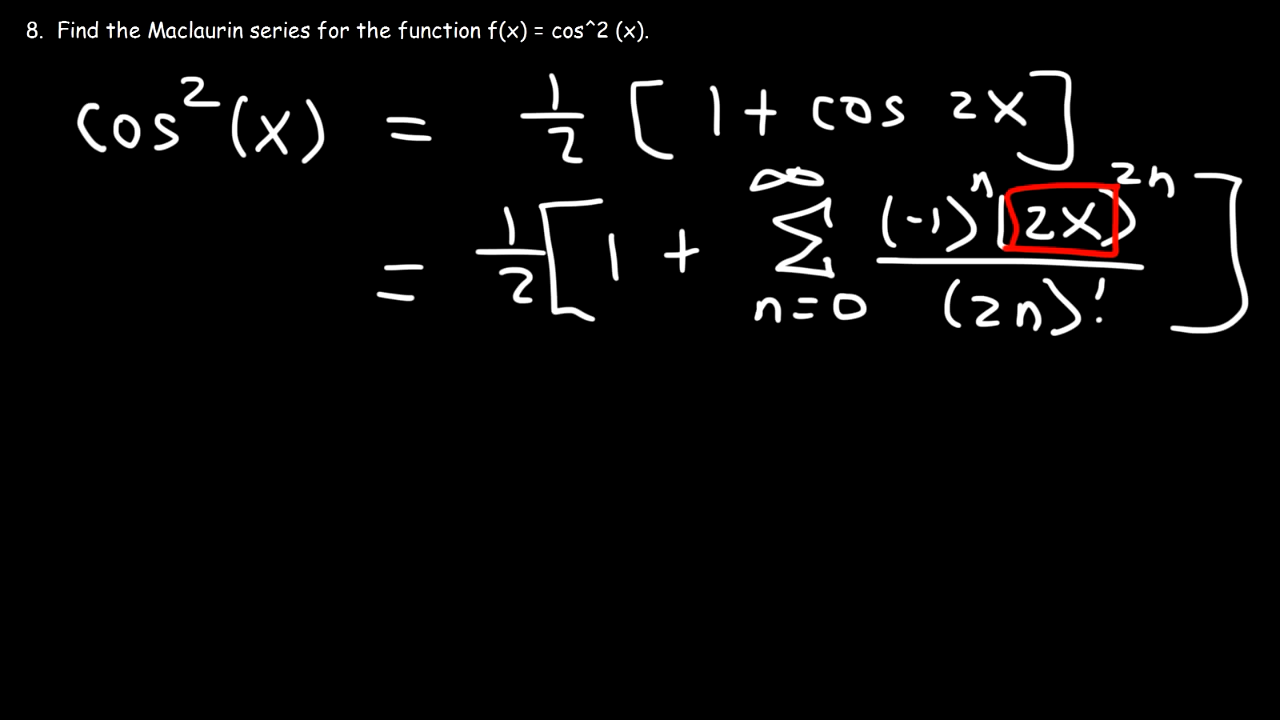 8. Find the Maclaurin series for the function f(x) = cos^2 (x).
cos²(x) = 1/2 [1 + cos 2x]
= 1/2 [1 + ∞ Σ n=0 (-1)ⁿ(2x)²ⁿ / (2n)!]